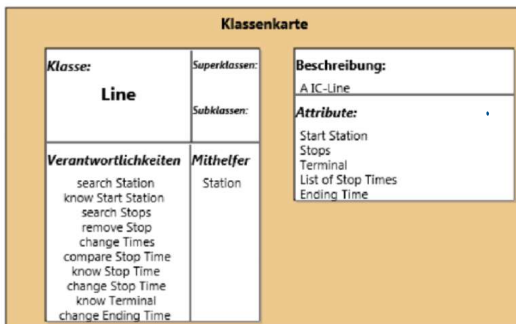 Klassenkarte
Klasse:
Line
Superklassen:
Subklassen:
Verantwortlichkeiten
search Station
know Start Station
search Stops
remove Stop
change Times
compare Stop Time
know Stop Time
change Stop Time
know Terminal
change Ending Time
Mithelfer
Station
Beschreibung:
A IC-Line
Attribute:
Start Station
Stops
Terminal
List of Stop Times
Ending Time